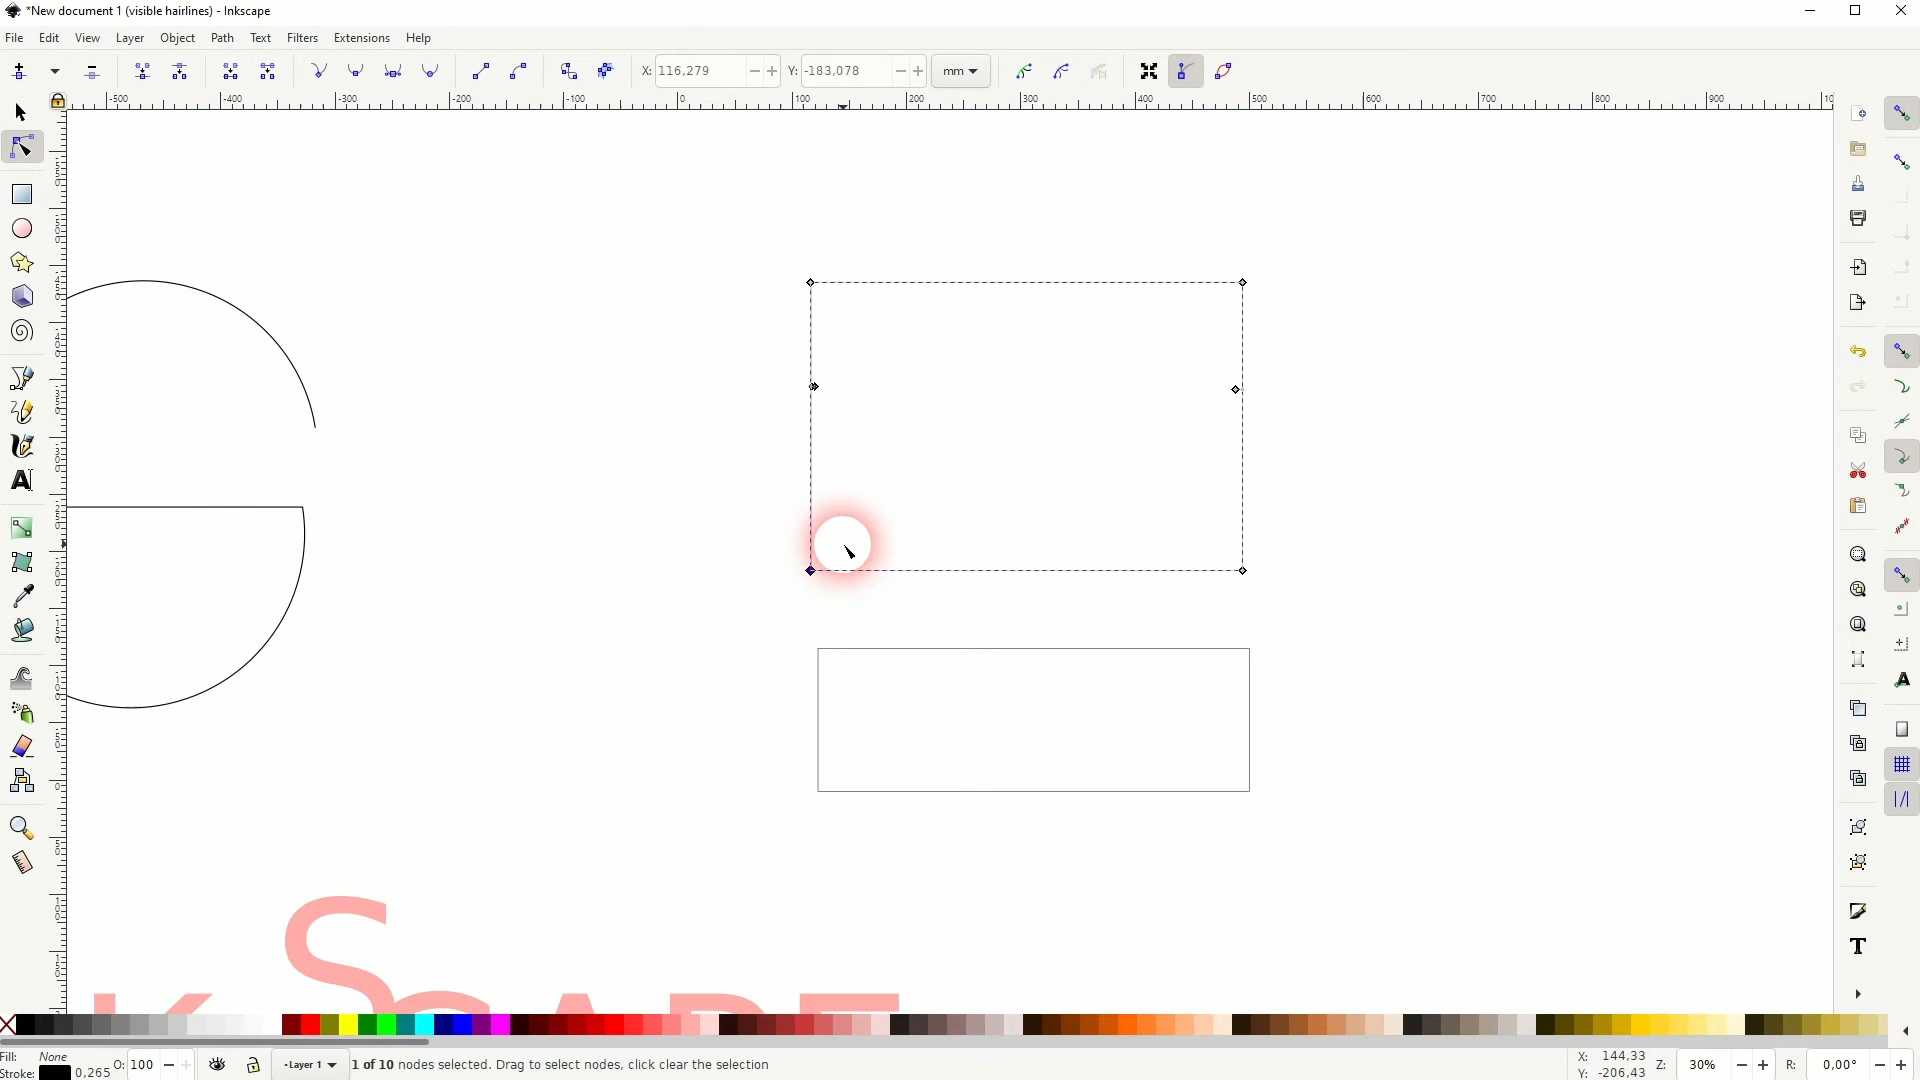 *New document 1 (visible hairlines) - Inkscape
File Edit View Layer Object Path Text Filters Extensions Help
X: 116,279 Y: -183,078 mm
-500 -400 -300 -200 -100 0 100 200 300 400 500 600 700 800 900 10
S
K C A P E
Fill: None O: 100 -Layer 1 1 of 10 nodes selected. Drag to select nodes, click clear the selection X: 144,33 Z: 30% R: 0,00°
Stroke: 0,265 Y: -206,43